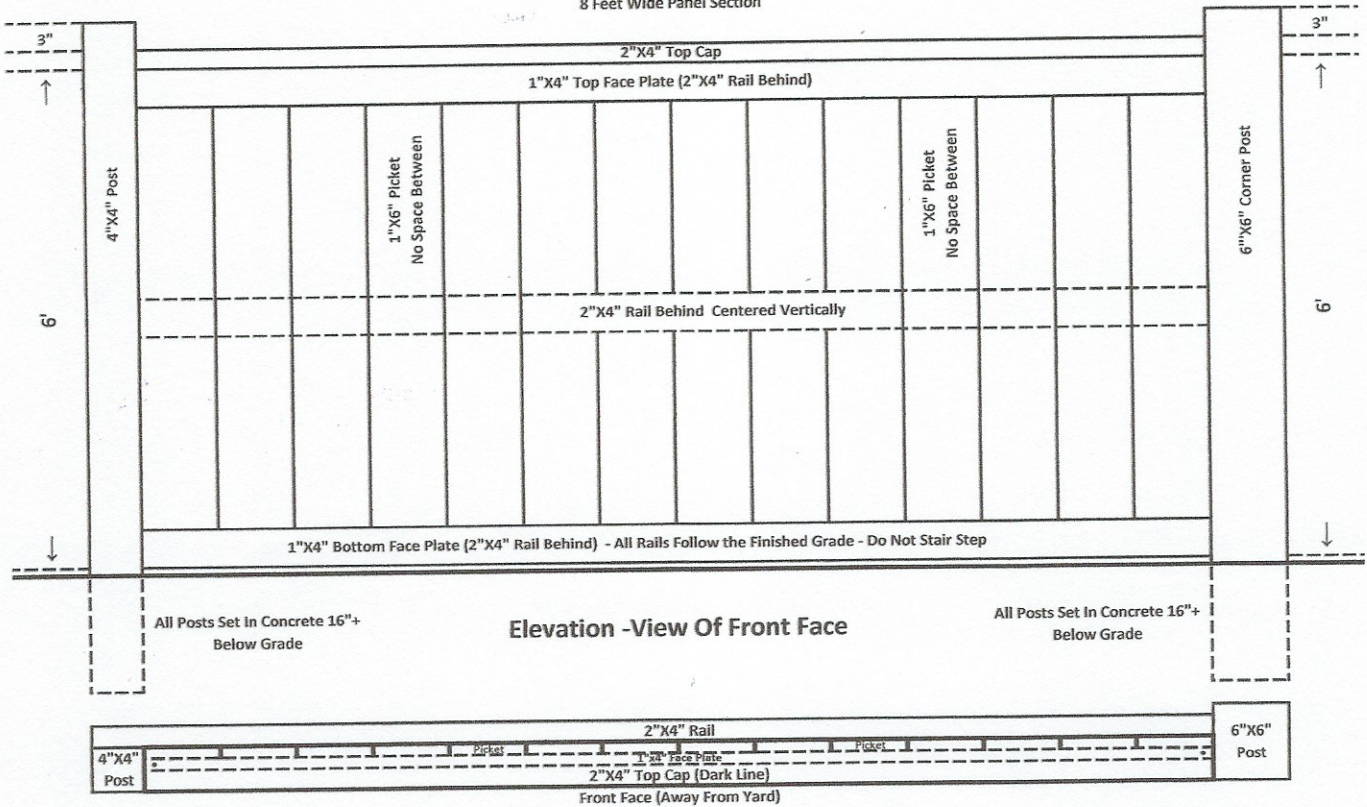 8 Feet Wide Panel Section
3"
3"
2"X4" Top Cap
1"X4" Top Face Plate (2"X4" Rail Behind)
4"X4" Post
1"X6" Picket
No Space Between
1"X6" Picket
No Space Between
6'"X6" Corner Post
6'
6'
2"X4" Rail Behind Centered Vertically
1"X4" Bottom Face Plate (2"X4" Rail Behind) - All Rails Follow the Finished Grade - Do Not Stair Step
All Posts Set In Concrete 16"+
Below Grade
Elevation -View Of Front Face
All Posts Set In Concrete 16"+
Below Grade
2"X4" Rail
4"X4"
Post
Picket
Picket
1"x4" Face Plate
6"X6"
Post
2"X4" Top Cap (Dark Line)
Front Face (Away From Yard)